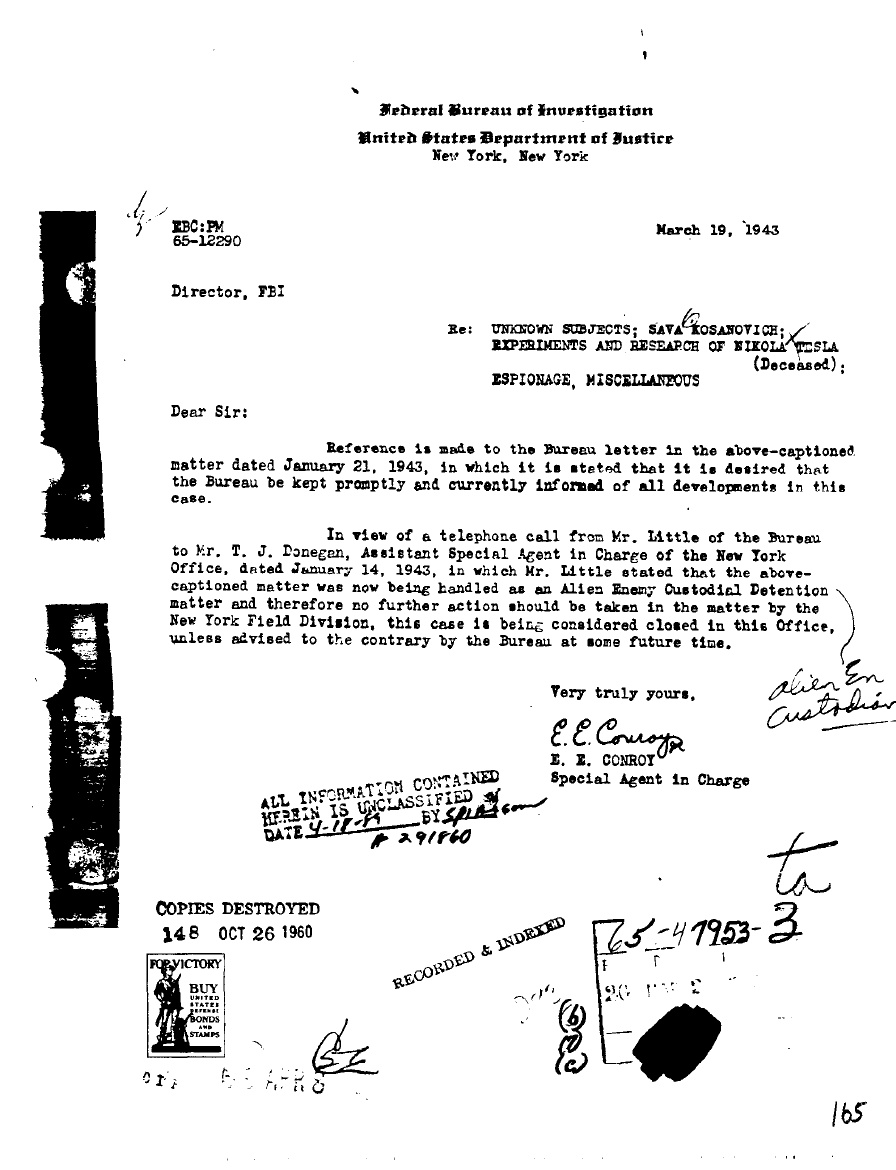 Federal Bureau of Investigation
United States Department of Justice
New York, New York
EBC:PM
65-12290
March 19, 1943
Director, FBI
Re: UNKNOWN SUBJECTS; SAVA KOSANOVICH;
EXPERIMENTS AND RESEARCH OF NIKOLA TESLA
(Deceased);
ESPIONAGE, MISCELLANEOUS
Dear Sir:
Reference is made to the Bureau letter in the above-captioned
matter dated January 21, 1943, in which it is stated that it is desired that
the Bureau be kept promptly and currently informed of all developments in this
case.
In view of a telephone call from Mr. Little of the Bureau
to Mr. T. J. Donegan, Assistant Special Agent in Charge of the New York
Office, dated January 14, 1943, in which Mr. Little stated that the above-
captioned matter was now being handled as an Alien Enemy Custodial Detention
matter and therefore no further action should be taken in the matter by the
New York Field Division, this case is being considered closed in this Office,
unless advised to the contrary by the Bureau at some future time.
alien En
Custodian
Very truly yours,
E.E. Conroy
E. E. CONROY
Special Agent in Charge
ALL INFORMATION CONTAINED
HEREIN IS UNCLASSIFIED
DATE 4-18-89 BY
# 291860
ta
COPIES DESTROYED
148 OCT 26 1960
RECORDED & INDEXED
65-47953-3
FOR VICTORY
BUY
UNITED
STATES
DEFENSE
BONDS
AND
STAMPS
(b)
(7)
(c)
APR 8
165